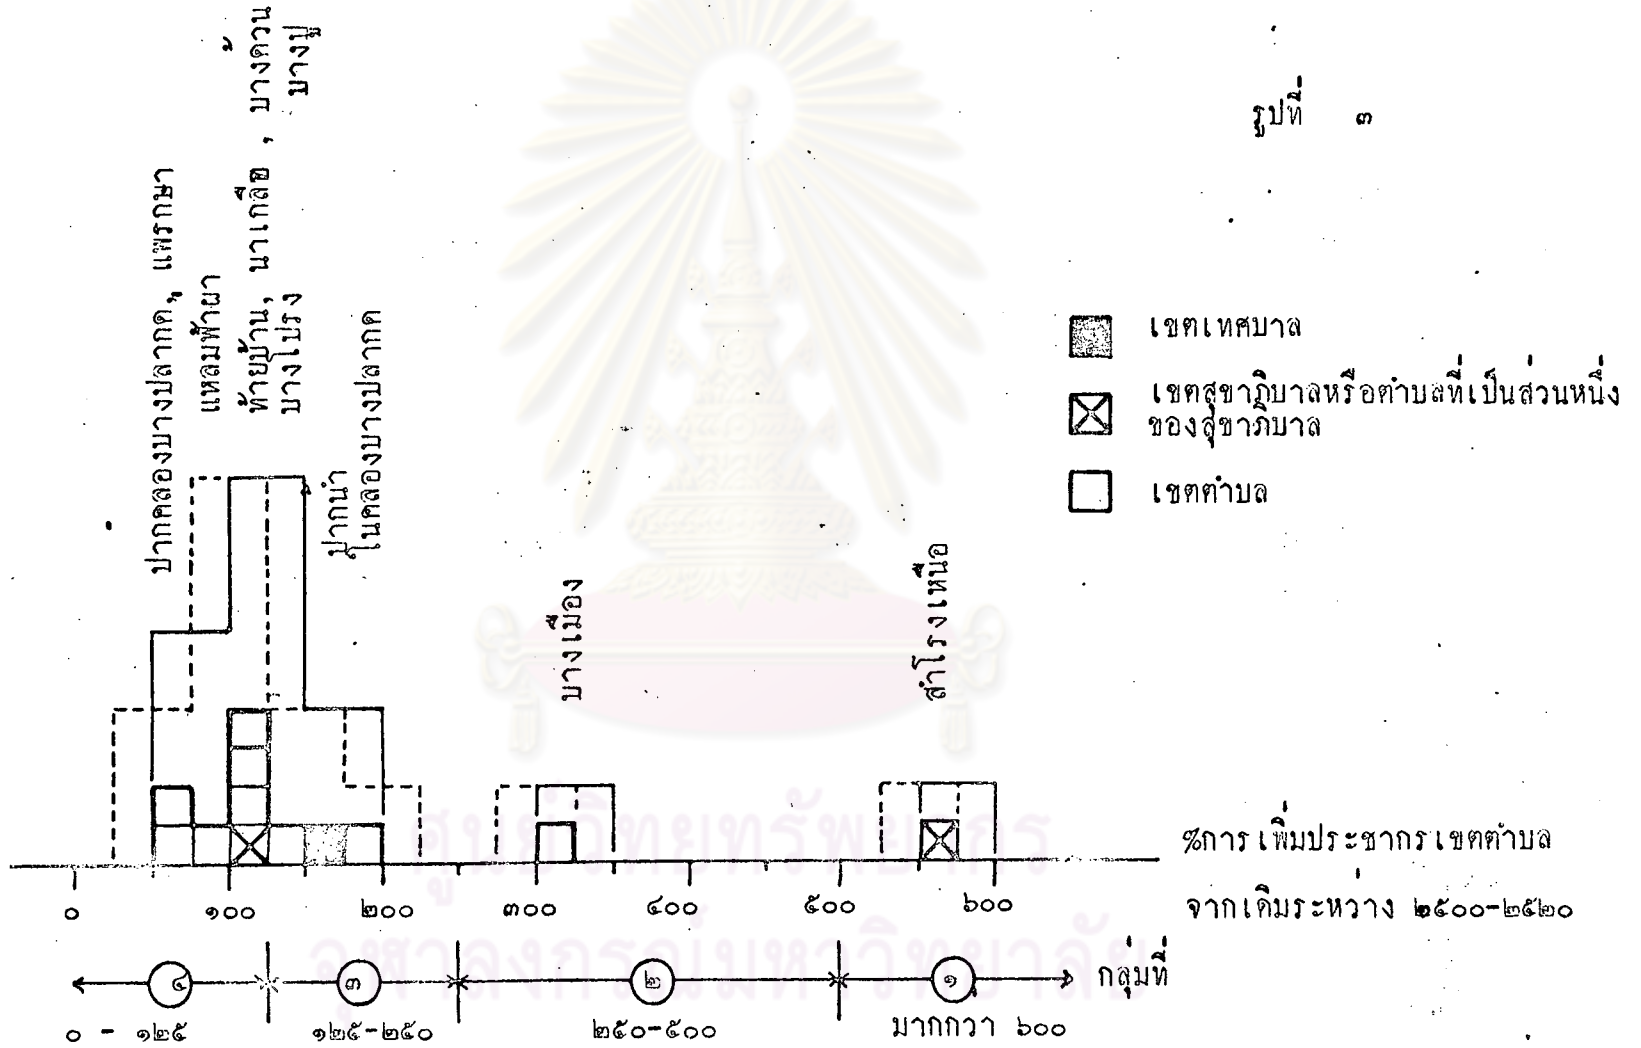 รูปที่ ๓
ปากคลองบางปลากด, แพรกษา
แหลมฟ้าผ่า
ท้ายบ้าน, นาเกลือ, บางด้วน
บางโปรง บางปู
ปากน้ำ
ในคลองบางปลากด
บางเมือง
สำโรงเหนือ
เขตเทศบาล
เขตสุขาภิบาลหรือตำบลที่เป็นส่วนหนึ่ง
ของสุขาภิบาล
เขตตำบล
%การเพิ่มประชากรเขตตำบล
จากเดิมระหว่าง ๒๕๐๐-๒๕๒๐
๐ ๑๐๐ ๒๐๐ ๓๐๐ ๔๐๐ ๕๐๐ ๖๐๐
๔ ๓ ๒ ๑ กลุ่มที่
๐ - ๑๒๕ ๑๒๕-๒๕๐ ๒๕๐-๕๐๐ มากกว่า ๖๐๐
ศูนย์วิทยทรัพยากร
จุฬาลงกรณ์มหาวิทยาลัย